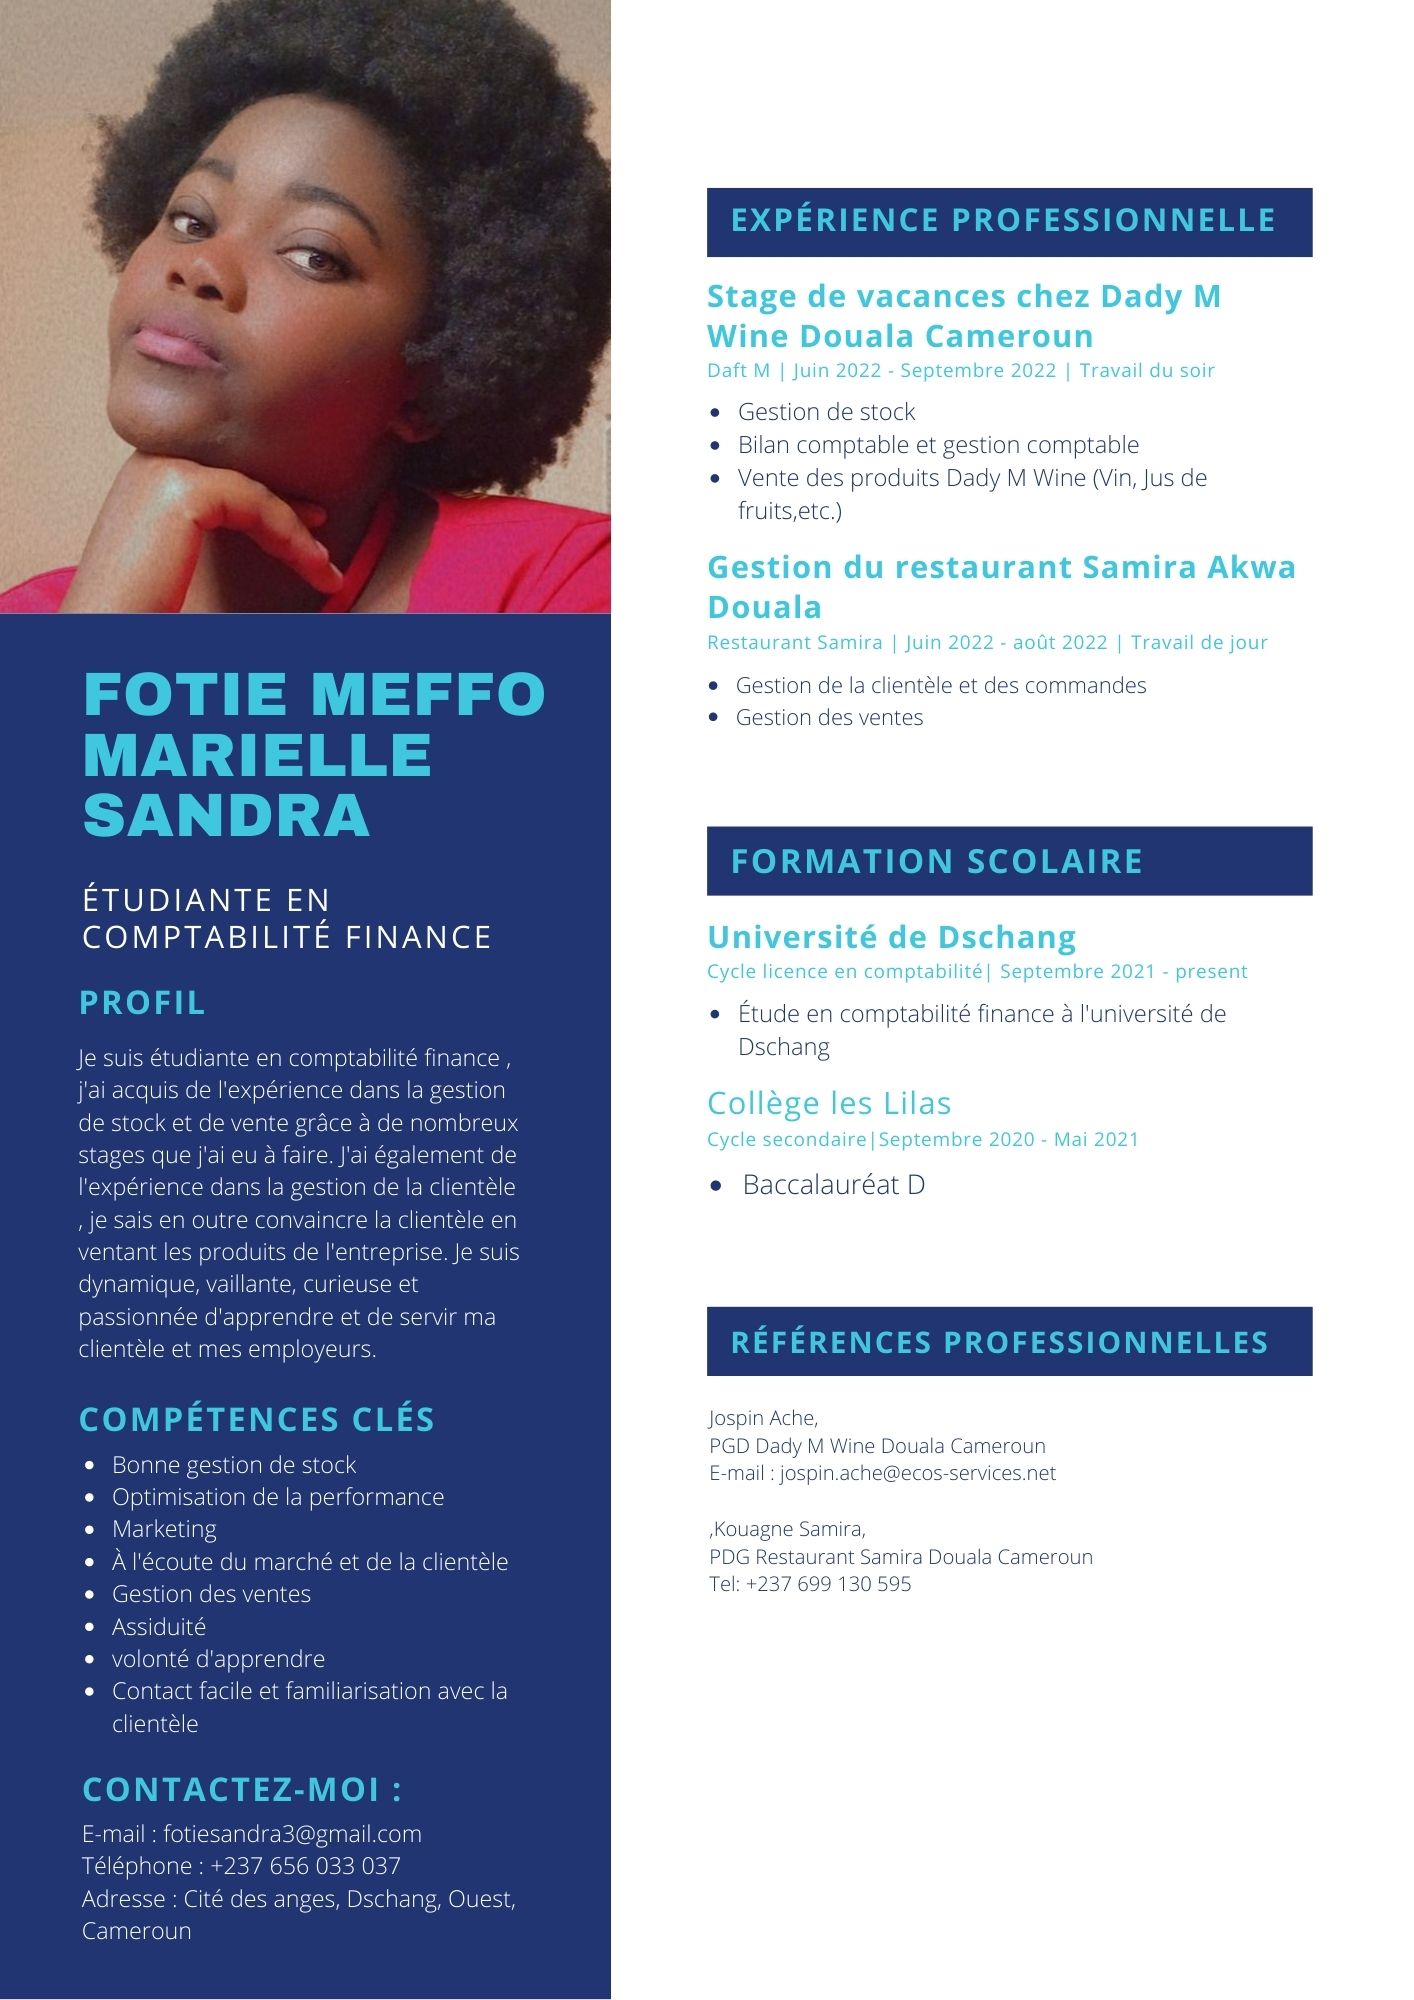 FOTIE MEFFO
MARIELLE
SANDRA
ÉTUDIANTE EN
COMPTABILITÉ FINANCE
PROFIL
Je suis étudiante en comptabilité finance ,
j'ai acquis de l'expérience dans la gestion
de stock et de vente grâce à de nombreux
stages que j'ai eu à faire. J'ai également de
l'expérience dans la gestion de la clientèle
, je sais en outre convaincre la clientèle en
ventant les produits de l'entreprise. Je suis
dynamique, vaillante, curieuse et
passionnée d'apprendre et de servir ma
clientèle et mes employeurs.
COMPÉTENCES CLÉS
• Bonne gestion de stock
• Optimisation de la performance
• Marketing
• À l'écoute du marché et de la clientèle
• Gestion des ventes
• Assiduité
• volonté d'apprendre
• Contact facile et familiarisation avec la
clientèle
CONTACTEZ-MOI :
E-mail : fotiesandra3@gmail.com
Téléphone : +237 656 033 037
Adresse : Cité des anges, Dschang, Ouest,
Cameroun
EXPÉRIENCE PROFESSIONNELLE
Stage de vacances chez Dady M
Wine Douala Cameroun
Daft M | Juin 2022 - Septembre 2022 | Travail du soir
• Gestion de stock
• Bilan comptable et gestion comptable
• Vente des produits Dady M Wine (Vin, Jus de
fruits,etc.)
Gestion du restaurant Samira Akwa
Douala
Restaurant Samira | Juin 2022 - août 2022 | Travail de jour
• Gestion de la clientèle et des commandes
• Gestion des ventes
FORMATION SCOLAIRE
Université de Dschang
Cycle licence en comptabilité| Septembre 2021 - present
• Étude en comptabilité finance à l'université de
Dschang
Collège les Lilas
Cycle secondaire|Septembre 2020 - Mai 2021
• Baccalauréat D
RÉFÉRENCES PROFESSIONNELLES
Jospin Ache,
PGD Dady M Wine Douala Cameroun
E-mail : jospin.ache@ecos-services.net
,Kouagne Samira,
PDG Restaurant Samira Douala Cameroun
Tel: +237 699 130 595